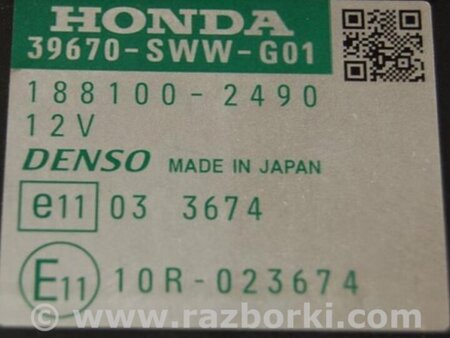 HONDA
39670-SWW-G01
188100-2490
12V
DENSO MADE IN JAPAN
e11 03 3674
E11 10R-023674
© www.razborki.com